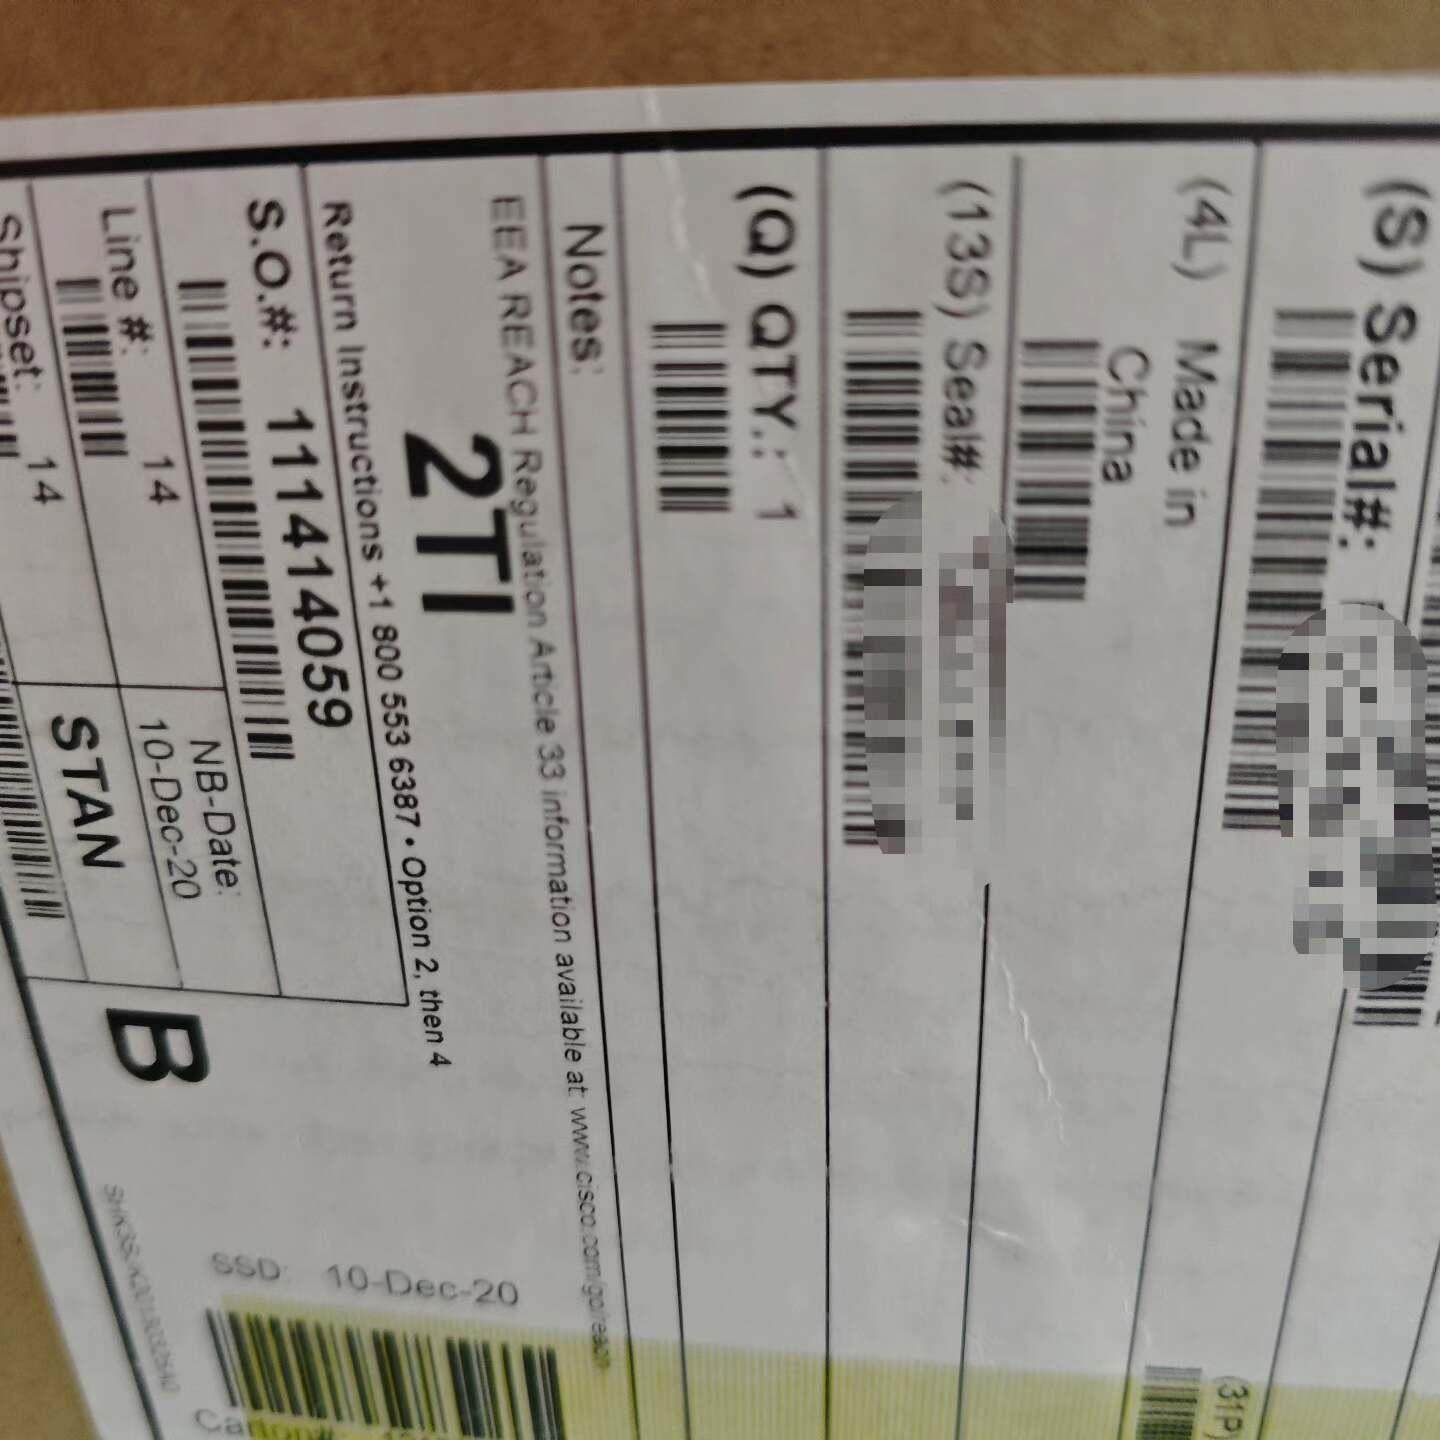 (S) Serial#:
(31P)
(4L) Made in
China
(13S) Seal#:
(Q) QTY.: 1
Notes:
EEA REACH Regulation Article 33 information available at www.cisco.com/go/reach
2TI
Return Instructions +1 800 553 6387 • Option 2, then 4
S.O.#: 111414059
NB-Date:
10-Dec-20
Line #: 14
STAN
Shipset: 14
B
SSD: 10-Dec-20